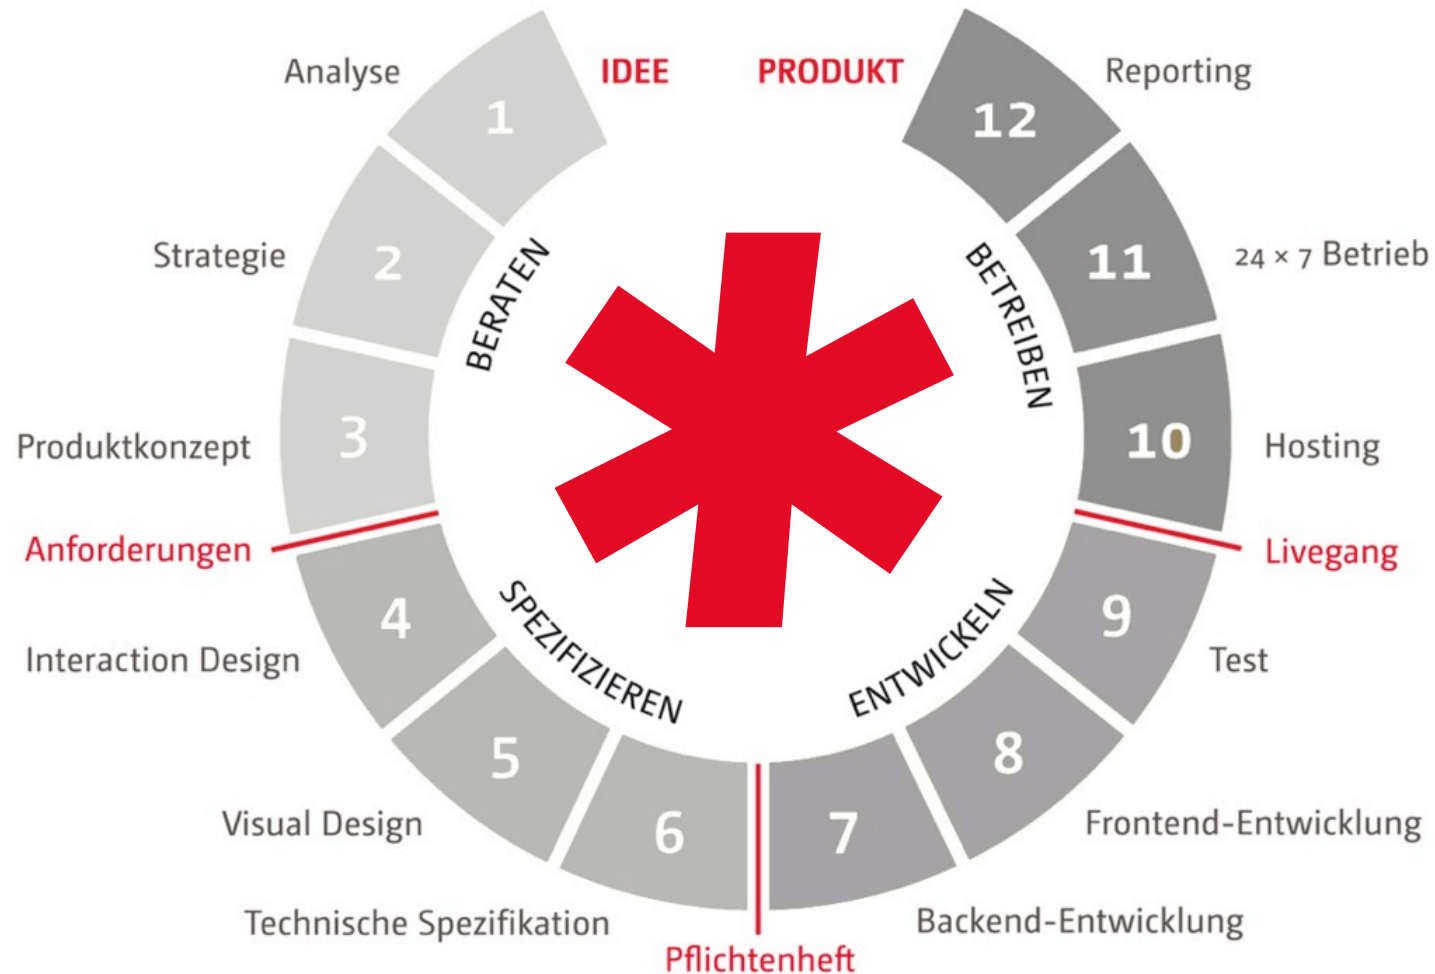 IDEE
PRODUKT
1
Analyse
2
Strategie
3
Produktkonzept
BERATEN
Anforderungen
4
Interaction Design
5
Visual Design
6
Technische Spezifikation
SPEZIFIZIEREN
Pflichtenheft
7
Backend-Entwicklung
8
Frontend-Entwicklung
9
Test
ENTWICKELN
Livegang
10
Hosting
11
24 × 7 Betrieb
12
Reporting
BETREIBEN